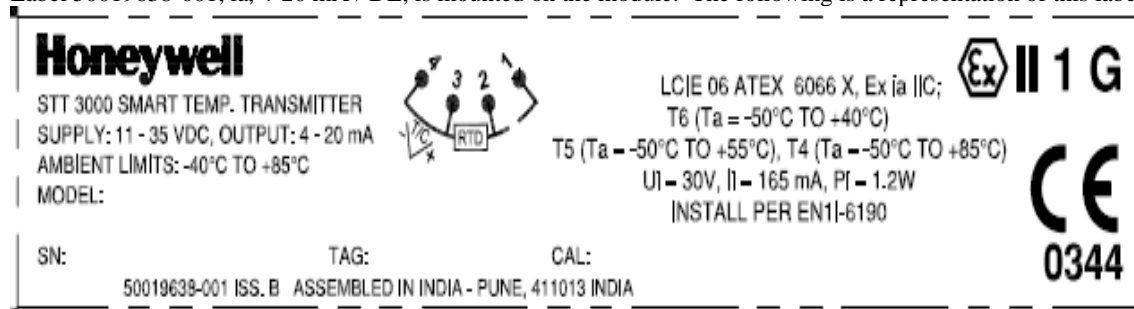 Label 50019638-001, ia, 4-20 mA / DE, is mounted on the module. The following is a representation of this label
Honeywell
STT 3000 SMART TEMP. TRANSMITTER
SUPPLY: 11 - 35 VDC, OUTPUT: 4 - 20 mA
AMBIENT LIMITS: -40°C TO +85°C
MODEL:
4 3 2 1
- T/C +
RTD
LCIE 06 ATEX 6066 X, Ex ia IIC;
T6 (Ta = -50°C TO +40°C)
T5 (Ta = -50°C TO +55°C), T4 (Ta = -50°C TO +85°C)
Ui = 30V, Ii = 165 mA, Pi = 1.2W
INSTALL PER EN1I-6190
Ex II 1 G
CE
0344
SN: TAG: CAL:
50019638-001 ISS. B ASSEMBLED IN INDIA - PUNE, 411013 INDIA